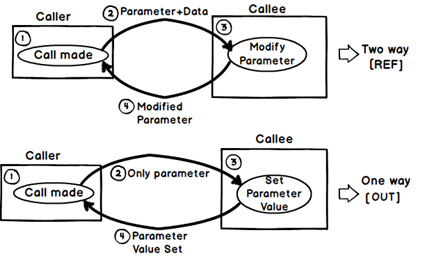 ② Parameter+Data
Caller
Callee
①
Call made
③
Modify
Parameter
Two way
[REF]
④ Modified
Parameter
Caller
Callee
①
Call made
② Only parameter
③
Set
Parameter
Value
One way
[OUT]
④ Parameter
Value Set